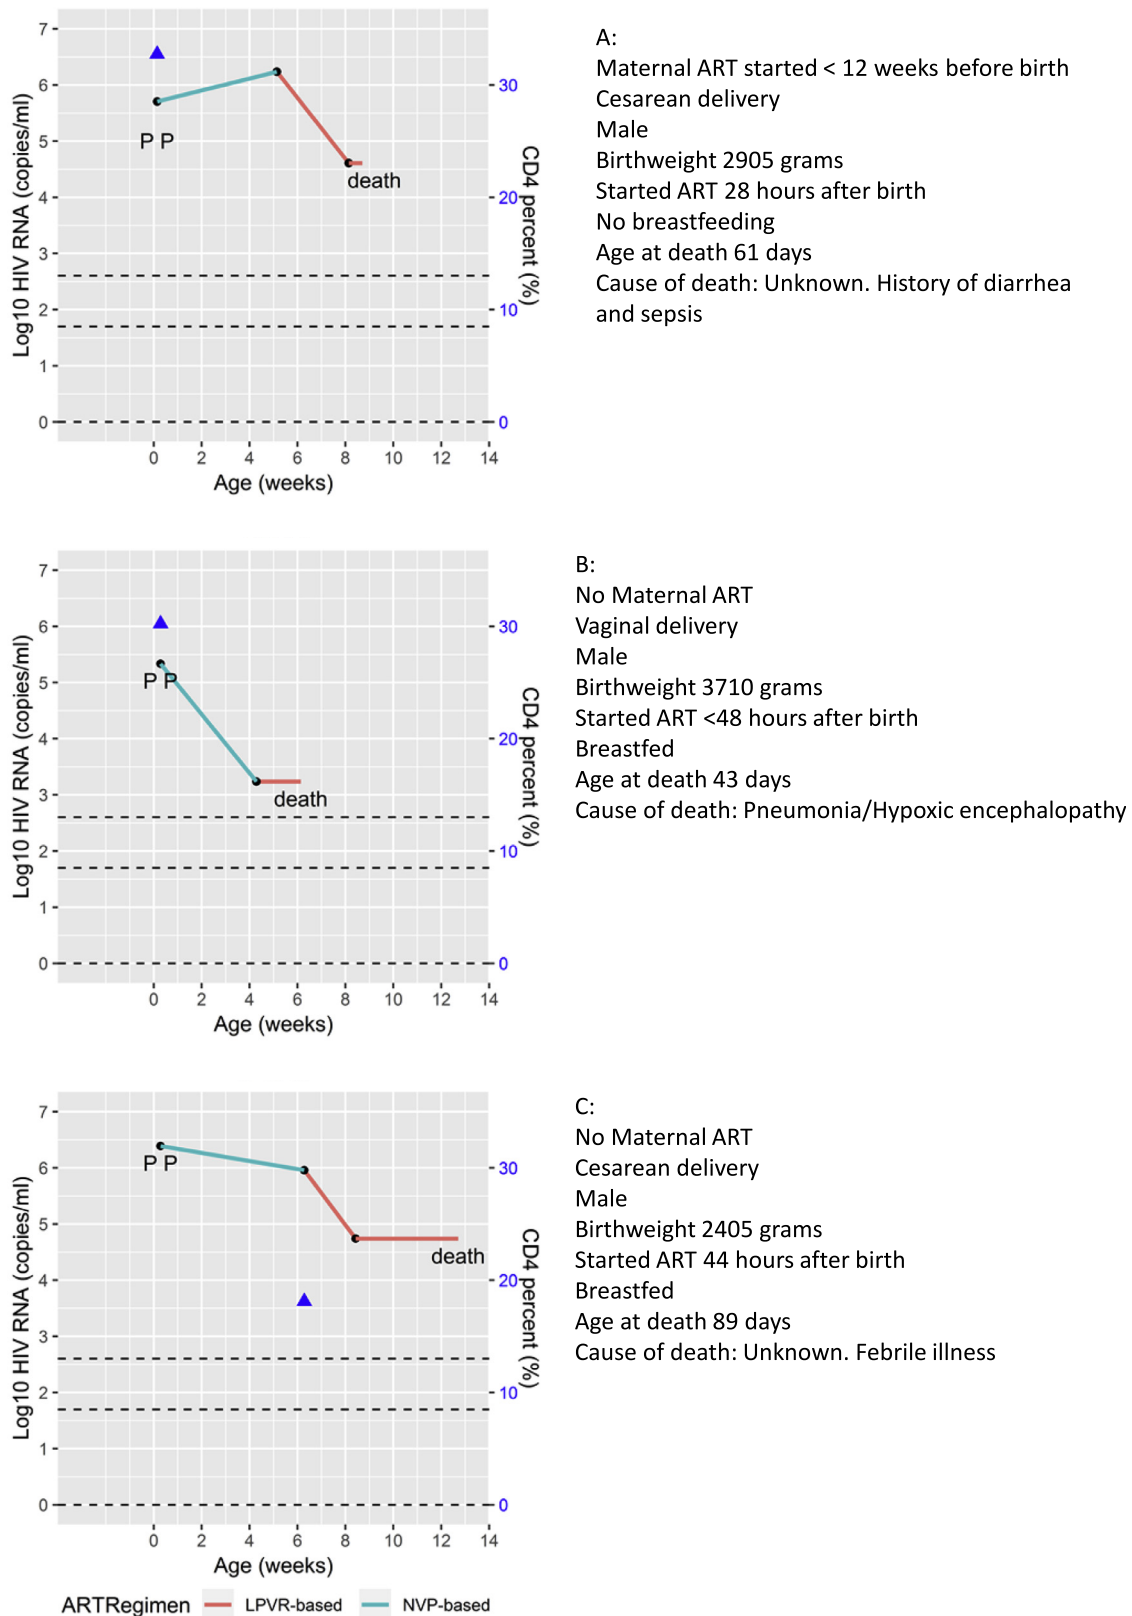 7
6
5
4
3
2
1
0
Log10 HIV RNA (copies/ml)
P P
death
30
20
10
0
CD4 percent (%)
0 2 4 6 8 10 12 14
Age (weeks)
A:
Maternal ART started < 12 weeks before birth
Cesarean delivery
Male
Birthweight 2905 grams
Started ART 28 hours after birth
No breastfeeding
Age at death 61 days
Cause of death: Unknown. History of diarrhea
and sepsis
7
6
5
4
3
2
1
0
Log10 HIV RNA (copies/ml)
P P
death
30
20
10
0
CD4 percent (%)
0 2 4 6 8 10 12 14
Age (weeks)
B:
No Maternal ART
Vaginal delivery
Male
Birthweight 3710 grams
Started ART <48 hours after birth
Breastfed
Age at death 43 days
Cause of death: Pneumonia/Hypoxic encephalopathy
7
6
5
4
3
2
1
0
Log10 HIV RNA (copies/ml)
P P
death
30
20
10
0
CD4 percent (%)
0 2 4 6 8 10 12 14
Age (weeks)
C:
No Maternal ART
Cesarean delivery
Male
Birthweight 2405 grams
Started ART 44 hours after birth
Breastfed
Age at death 89 days
Cause of death: Unknown. Febrile illness
ARTRegimen LPVR-based NVP-based